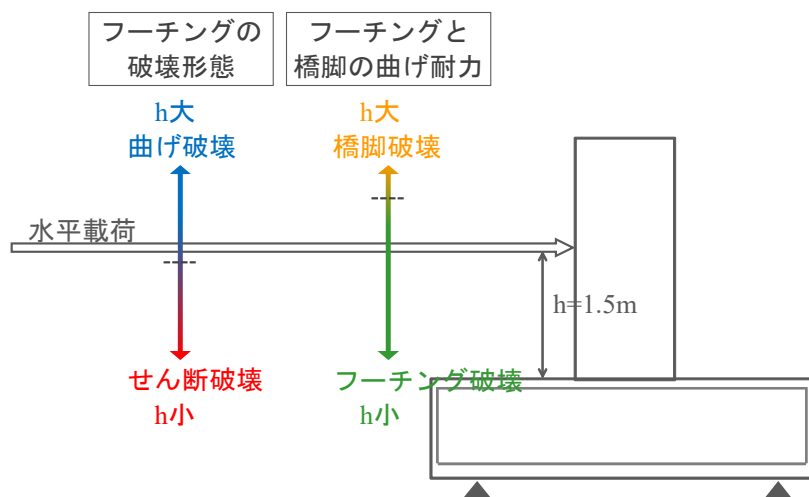 フーチングの
破壊形態
フーチングと
橋脚の曲げ耐力
h大
曲げ破壊
h大
橋脚破壊
水平載荷
h=1.5m
せん断破壊
h小
フーチング破壊
h小